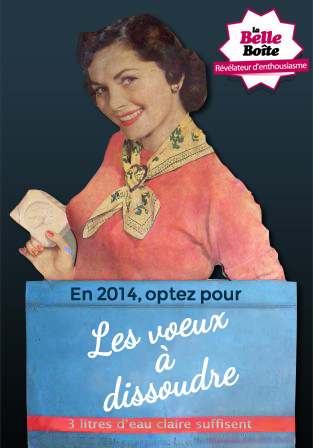 la
Belle
Boîte
Révélateur d'enthousiasme
En 2014, optez pour
Les voeux
à
dissoudre
3 litres d'eau claire suffisent